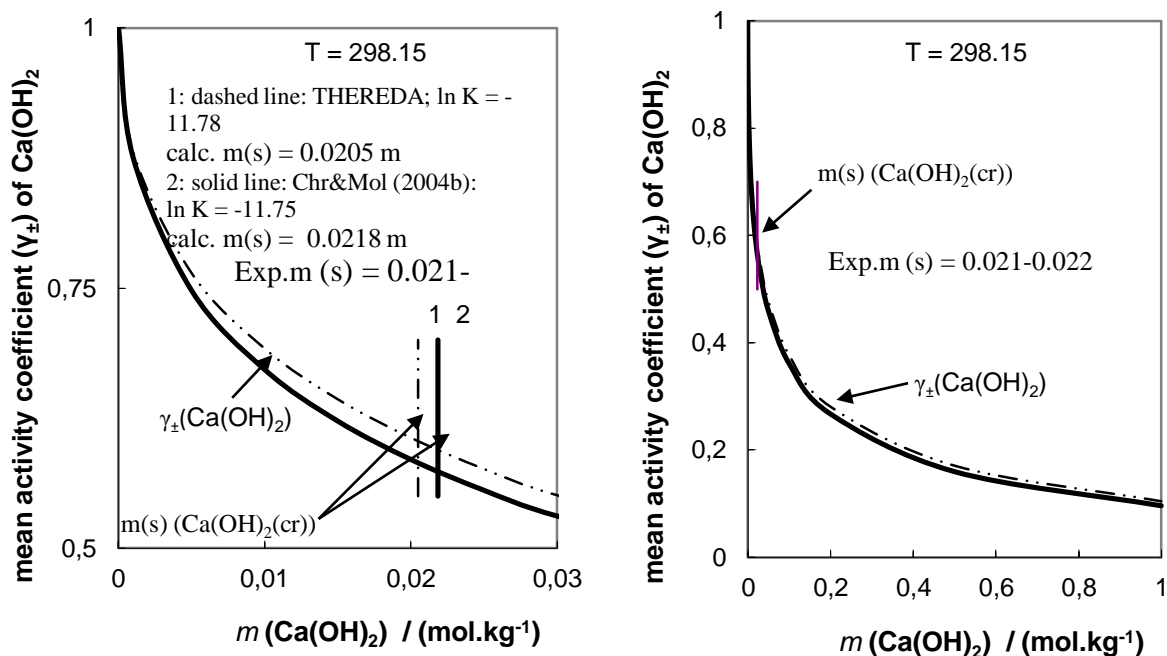 mean activity coefficient (γ±) of Ca(OH)2
1
0,75
0,5
T = 298.15
1: dashed line: THEREDA; ln K = -
11.78
calc. m(s) = 0.0205 m
2: solid line: Chr&Mol (2004b):
ln K = -11.75
calc. m(s) = 0.0218 m
Exp.m (s) = 0.021-
1 2
γ±(Ca(OH)2)
m(s) (Ca(OH)2(cr))
0 0,01 0,02 0,03
m (Ca(OH)2) / (mol.kg-1)
mean activity coefficient (γ±) of Ca(OH)2
1
0,8
0,6
0,4
0,2
0
T = 298.15
m(s) (Ca(OH)2(cr))
Exp.m (s) = 0.021-0.022
γ±(Ca(OH)2)
0 0,2 0,4 0,6 0,8 1
m (Ca(OH)2) / (mol.kg-1)